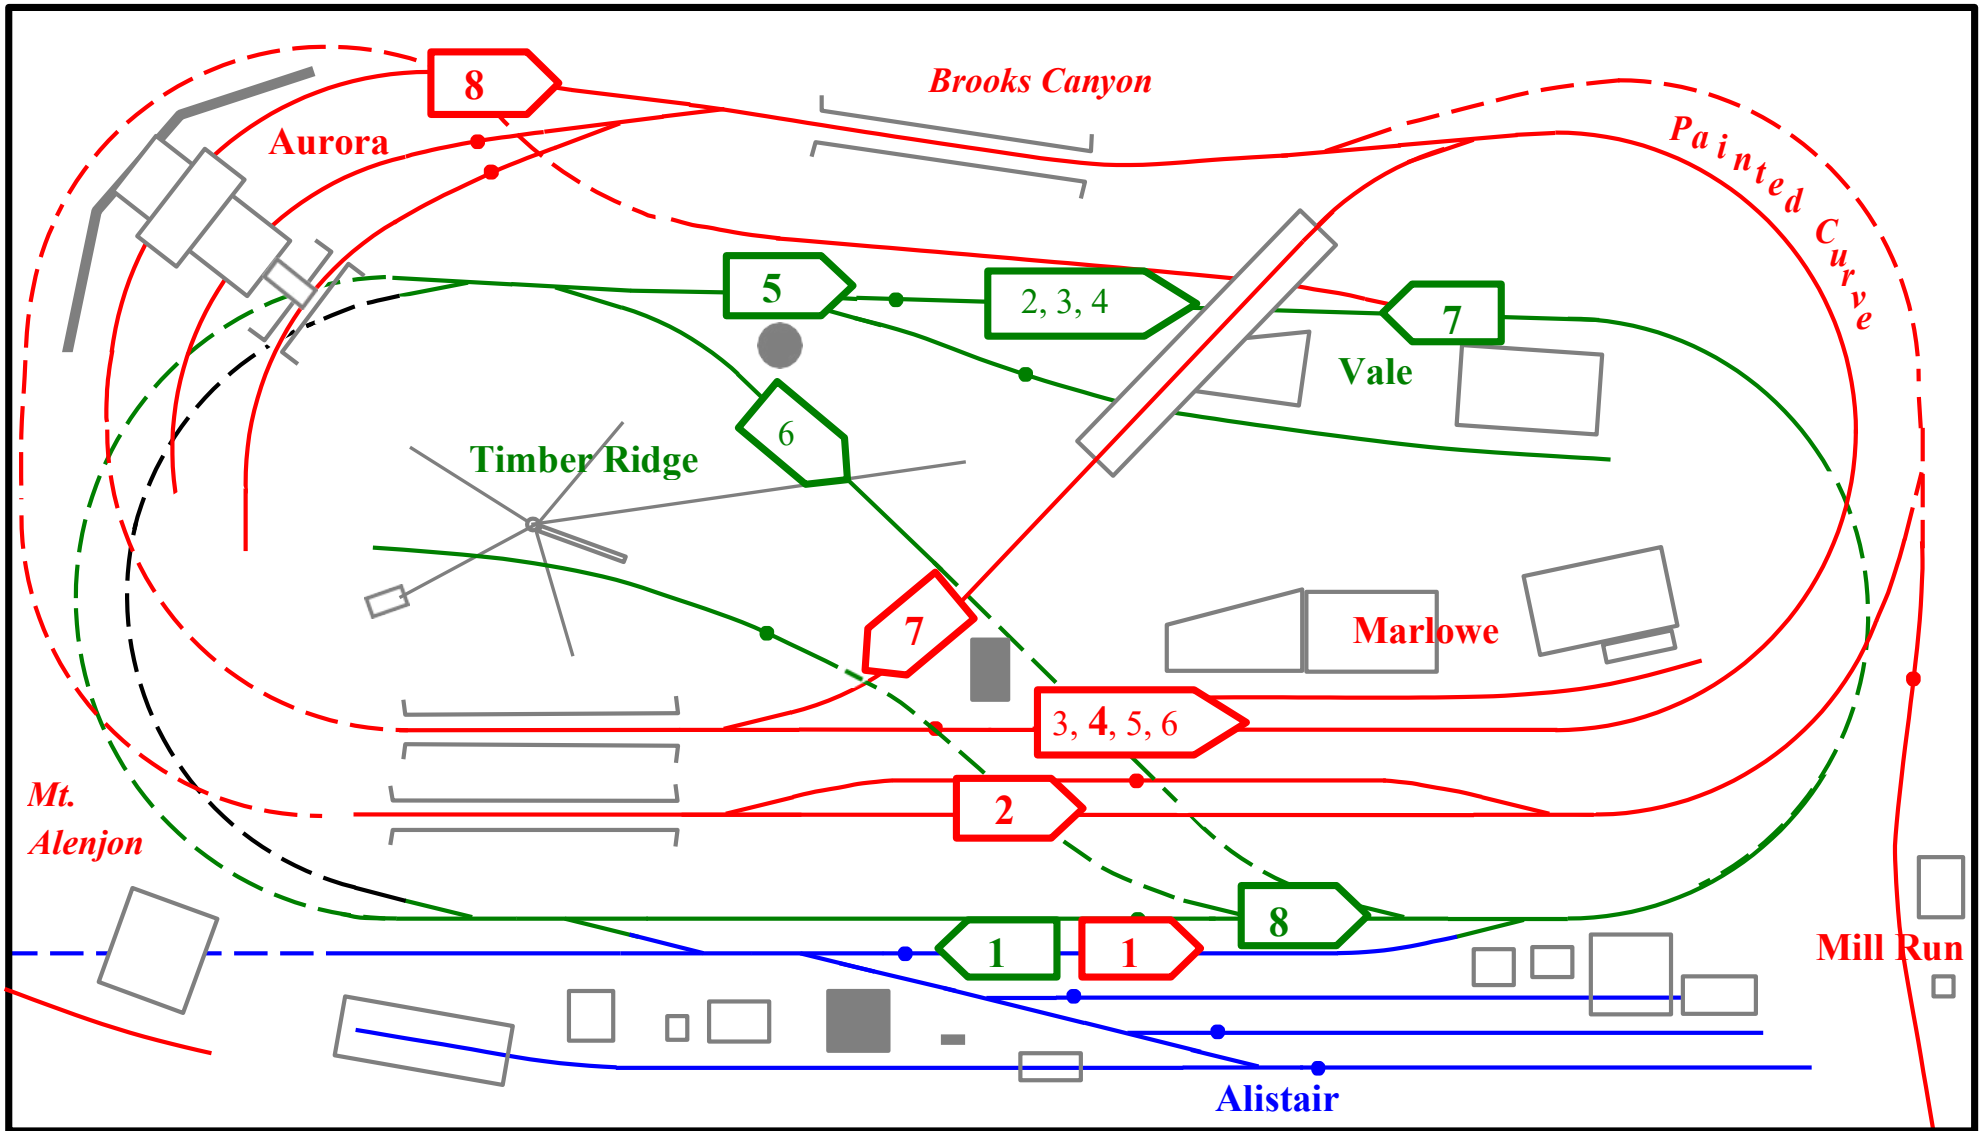 8
Brooks Canyon
Painted Curve
Aurora
5
2, 3, 4
7
Vale
6
Timber Ridge
7
Marlowe
3, 4, 5, 6
2
Mt.
Alenjon
8
1
1
Mill Run
Alistair